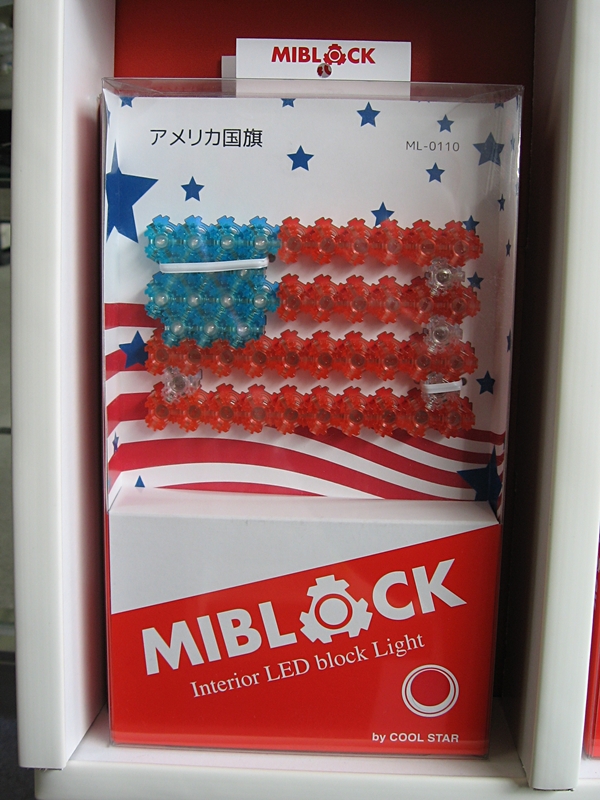 MIBLOCK
アメリカ国旗
ML-0110
MIBLOCK
Interior LED block Light
by COOL STAR